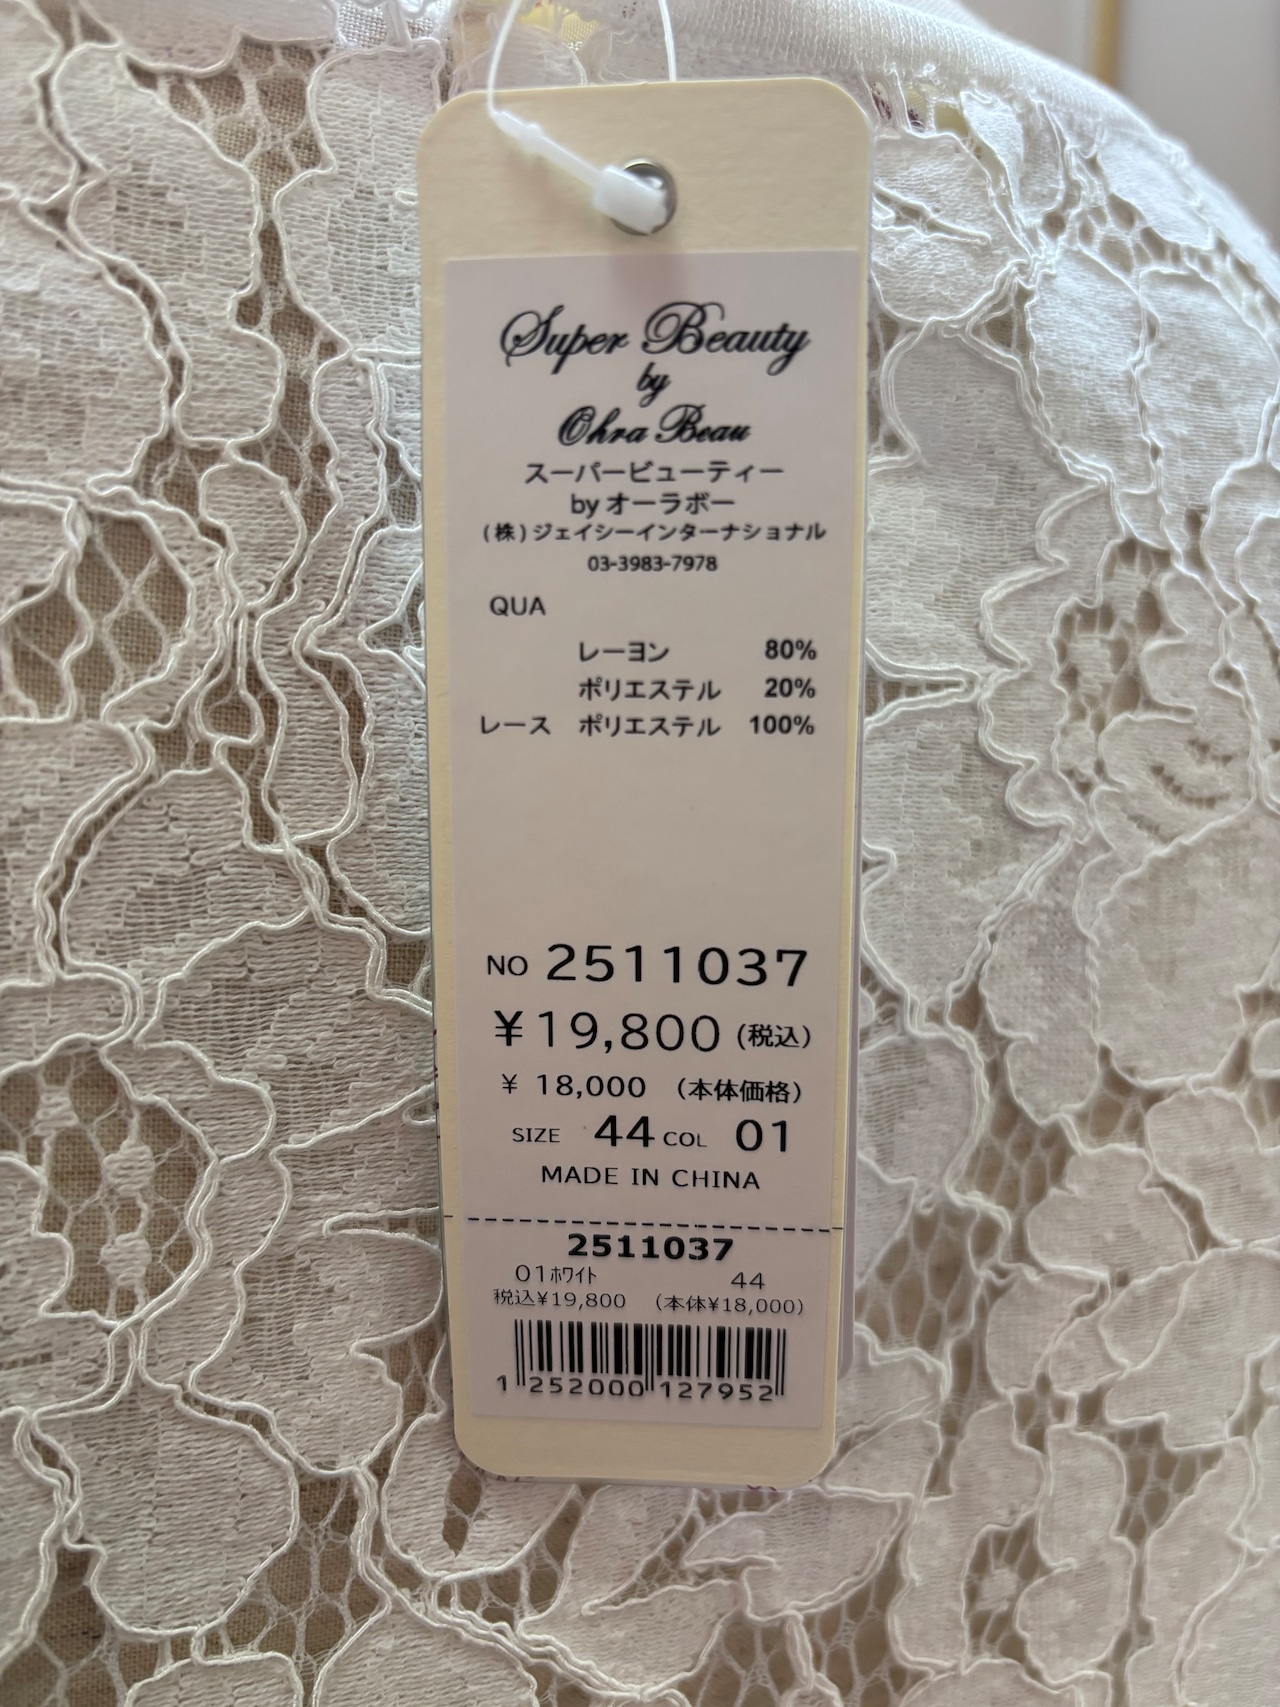 Super Beauty
by
Ohra Beau
スーパービューティー
by オーラボー
(株)ジェイシーインターナショナル
03-3983-7978
QUA
レーヨン 80%
ポリエステル 20%
レース ポリエステル 100%
NO 2511037
¥19,800 (税込)
¥ 18,000 (本体価格)
SIZE 44 COL 01
MADE IN CHINA
2511037
01ﾎﾜｲﾄ 44
税込¥19,800 (本体¥18,000)
1 252000 127952